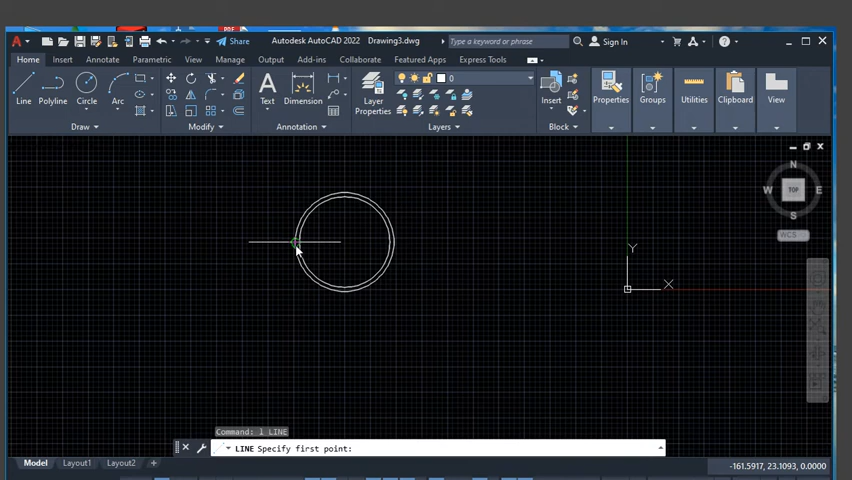 A Share Autodesk AutoCAD 2022 Drawing3.dwg Type a keyword or phrase Sign In
Home Insert Annotate Parametric View Manage Output Add-ins Collaborate Featured Apps Express Tools
0
Line Polyline Circle Arc A Text Dimension Layer Properties Insert Properties Groups Utilities Clipboard View
Draw Modify Annotation Layers Block
N
W TOP E
S
WCS
Y
X
Command: l LINE
LINE Specify first point:
Model Layout1 Layout2 +
-161.5917, 23.1093, 0.0000